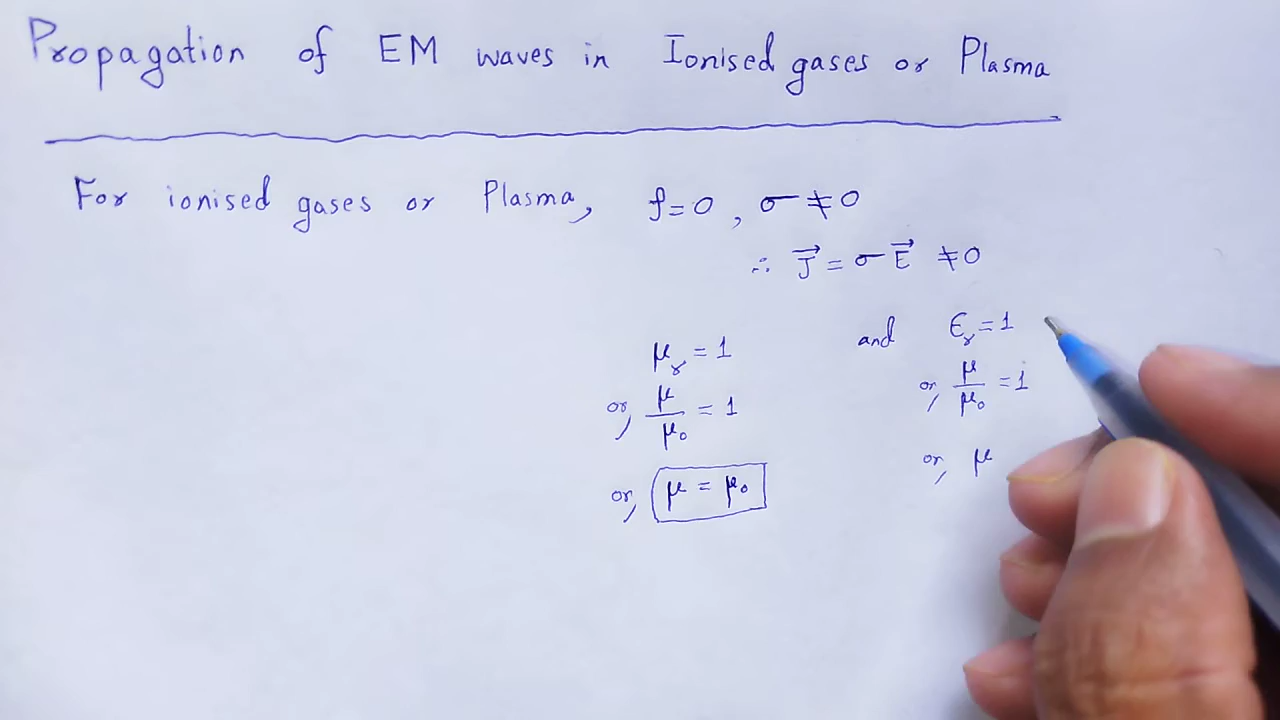 Propagation of EM waves in Ionised gases or Plasma
For ionised gases or Plasma, ρ=0, σ ≠0
∴ J⃗ = σ E⃗ ≠0
μᵣ = 1
or, μ/μ₀ = 1
or, μ = μ₀
and ϵᵣ = 1
or, μ/μ₀ = 1
or, μ